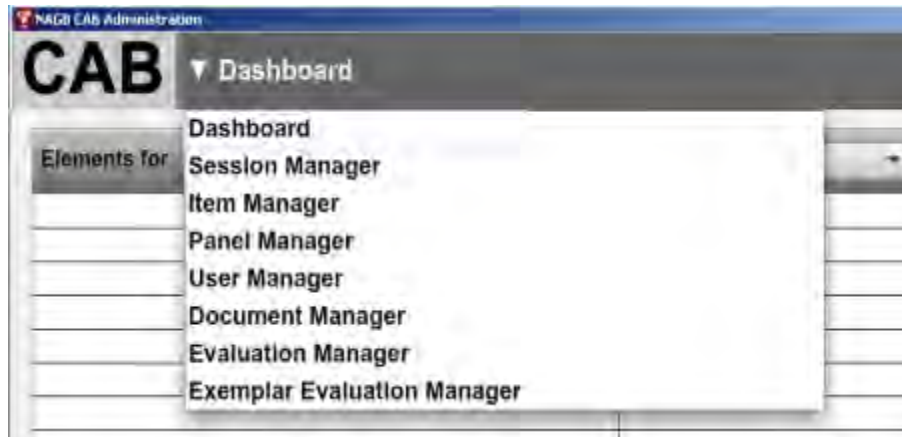 NAGB CAB Administration
CAB ▼ Dashboard
Dashboard
Elements for
Session Manager
Item Manager
Panel Manager
User Manager
Document Manager
Evaluation Manager
Exemplar Evaluation Manager